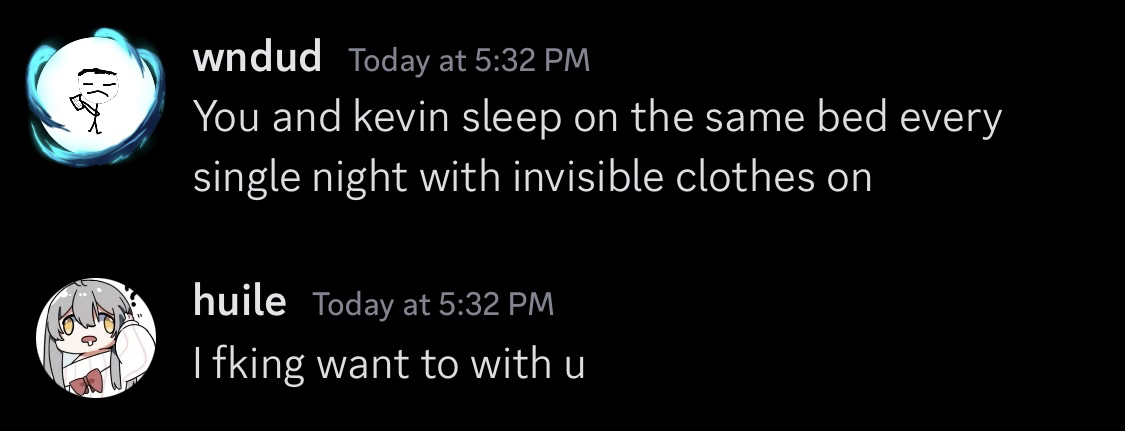 wndud Today at 5:32 PM
You and kevin sleep on the same bed every
single night with invisible clothes on
huile Today at 5:32 PM
I fking want to with u